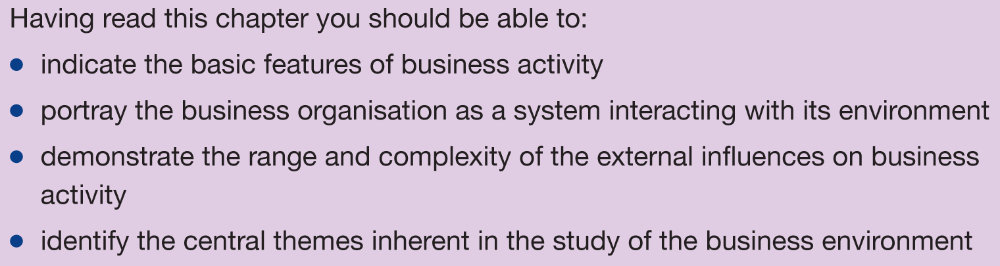 Having read this chapter you should be able to:
● indicate the basic features of business activity
● portray the business organisation as a system interacting with its environment
● demonstrate the range and complexity of the external influences on business
activity
● identify the central themes inherent in the study of the business environment